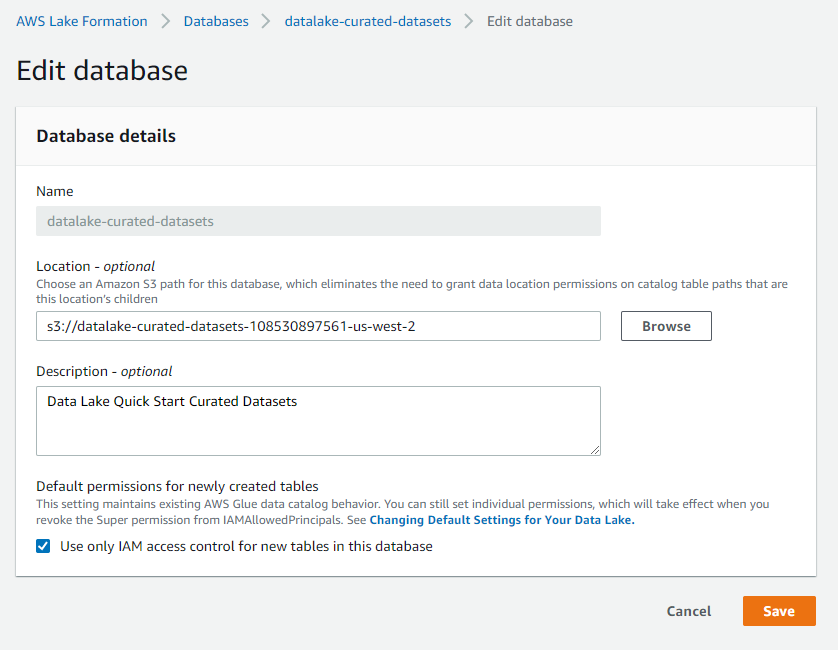 AWS Lake Formation > Databases > datalake-curated-datasets > Edit database
Edit database
Database details
Name
datalake-curated-datasets
Location - optional
Choose an Amazon S3 path for this database, which eliminates the need to grant data location permissions on catalog table paths that are
this location's children
s3://datalake-curated-datasets-108530897561-us-west-2
Browse
Description - optional
Data Lake Quick Start Curated Datasets
Default permissions for newly created tables
This setting maintains existing AWS Glue data catalog behavior. You can still set individual permissions, which will take effect when you
revoke the Super permission from IAMAllowedPrincipals. See Changing Default Settings for Your Data Lake.
Use only IAM access control for new tables in this database
Cancel
Save